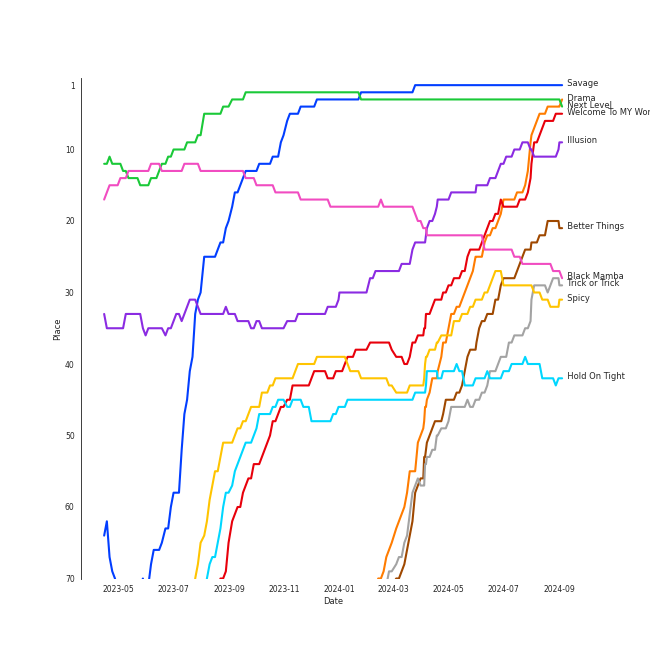 1
10
20
30
40
50
60
70
Place
2023-05
2023-07
2023-09
2023-11
2024-01
2024-03
2024-05
2024-07
2024-09
Date
Savage
Drama
Next Level
Welcome To MY Wor
Illusion
Better Things
Black Mamba
Trick or Trick
Spicy
Hold On Tight